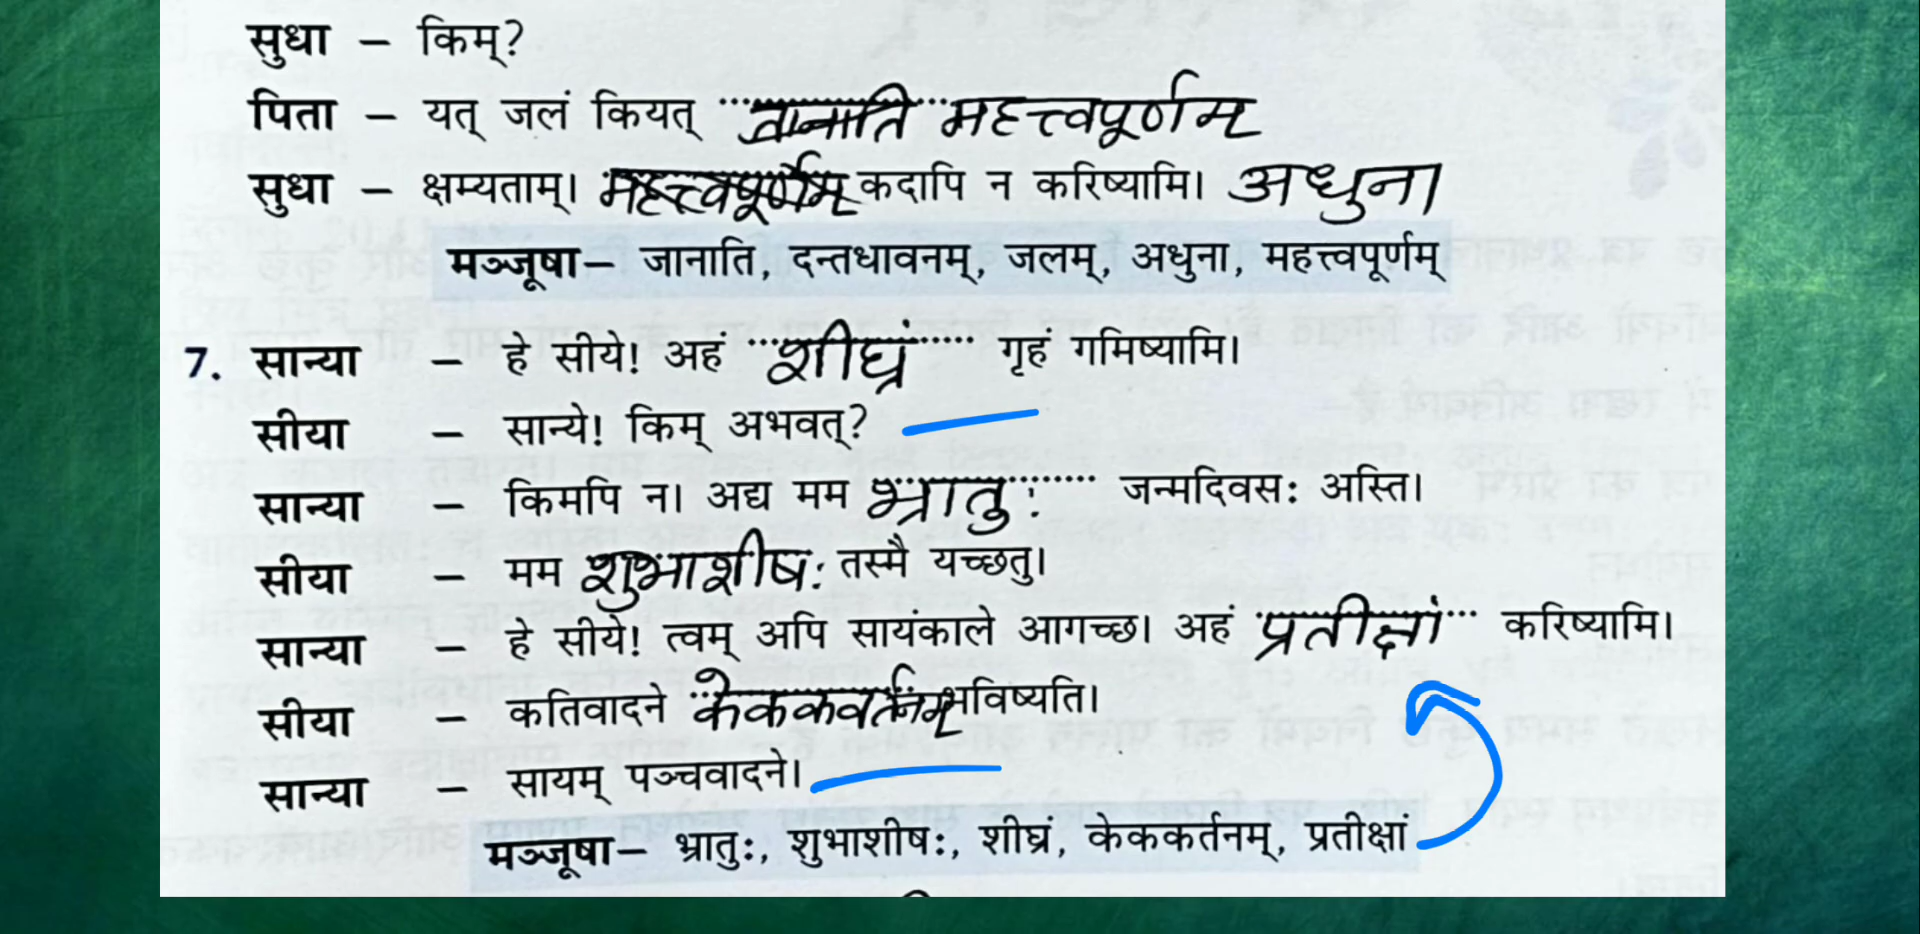 सुधा – किम्?
पिता – यत् जलं कियत् जानाति महत्त्वपूर्णम्
सुधा – क्षम्यताम्। महत्त्वपूर्णम् कदापि न करिष्यामि। अधुना
मञ्जूषा– जानाति, दन्तधावनम्, जलम्, अधुना, महत्त्वपूर्णम्
7. सान्या – हे सीये! अहं शीघ्रं गृहं गमिष्यामि।
सीया – सान्ये! किम् अभवत्?
सान्या – किमपि न। अद्य मम भ्रातुः जन्मदिवसः अस्ति।
सीया – मम शुभाशीषः तस्मै यच्छतु।
सान्या – हे सीये! त्वम् अपि सायंकाले आगच्छ। अहं प्रतीक्षां करिष्यामि।
सीया – कतिवादने केककवर्तनम् भविष्यति।
सान्या – सायम् पञ्चवादने।
मञ्जूषा– भ्रातुः, शुभाशीषः, शीघ्रं, केककर्तनम्, प्रतीक्षां